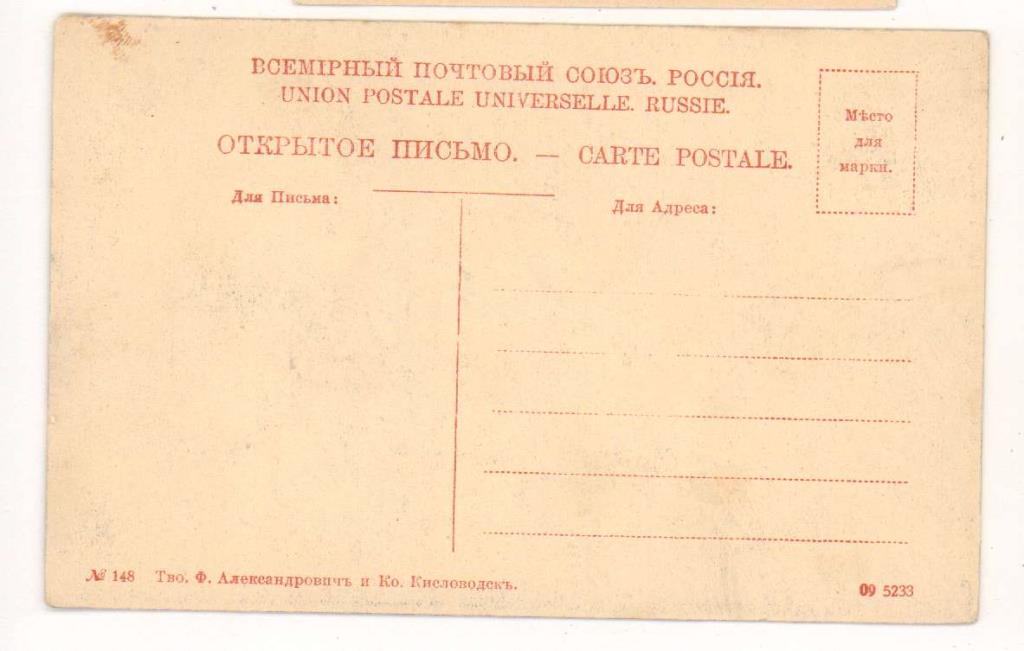 ВСЕМІРНЫЙ ПОЧТОВЫЙ СОЮЗЪ. РОССІЯ.
UNION POSTALE UNIVERSELLE. RUSSIE.
ОТКРЫТОЕ ПИСЬМО. — CARTE POSTALE.
Мѣсто
для
марки.
Для Письма:
Для Адреса:
№ 148 Тво. Ф. Александровичъ и Ко. Кисловодскъ.
09 5233